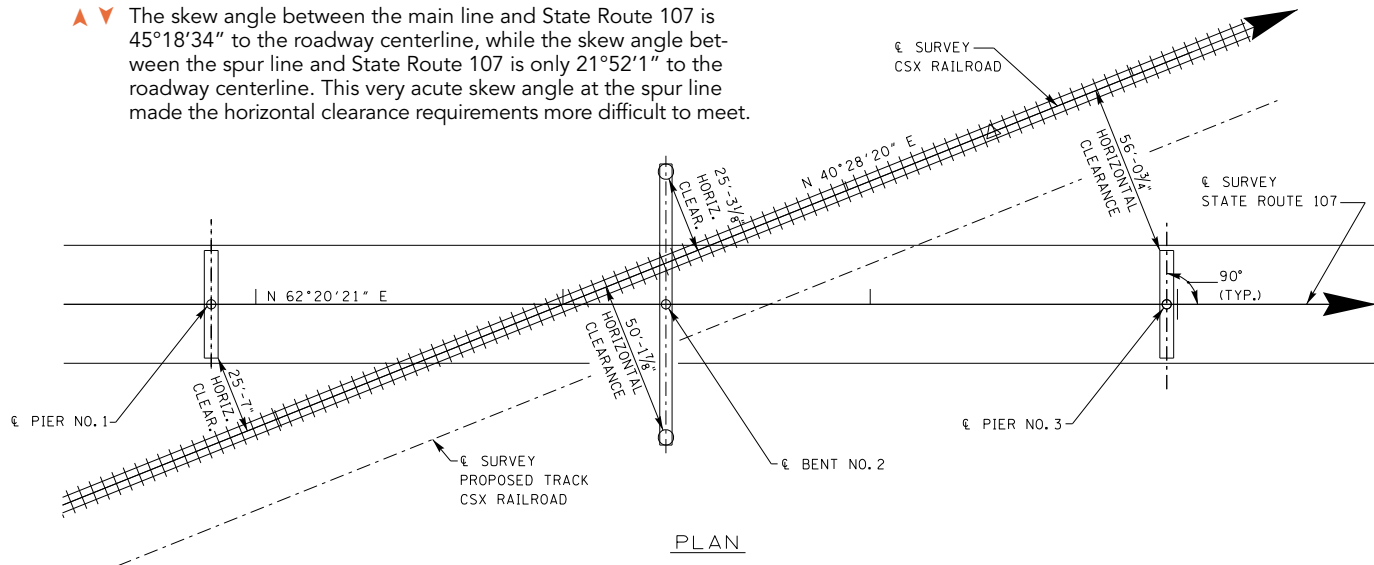 The skew angle between the main line and State Route 107 is
45°18'34" to the roadway centerline, while the skew angle bet-
ween the spur line and State Route 107 is only 21°52'1" to the
roadway centerline. This very acute skew angle at the spur line
made the horizontal clearance requirements more difficult to meet.
℄ SURVEY
CSX RAILROAD
N 40°28'20" E
56'-0¾"
HORIZONTAL
CLEARANCE
25'-3⅛"
HORIZ.
CLEAR.
℄ SURVEY
STATE ROUTE 107
90°
(TYP.)
N 62°20'21" E
50'-1⅞"
HORIZONTAL
CLEARANCE
25'-7"
HORIZ.
CLEAR.
℄ PIER NO. 1
℄ PIER NO. 3
℄ SURVEY
PROPOSED TRACK
CSX RAILROAD
℄ BENT NO. 2
PLAN